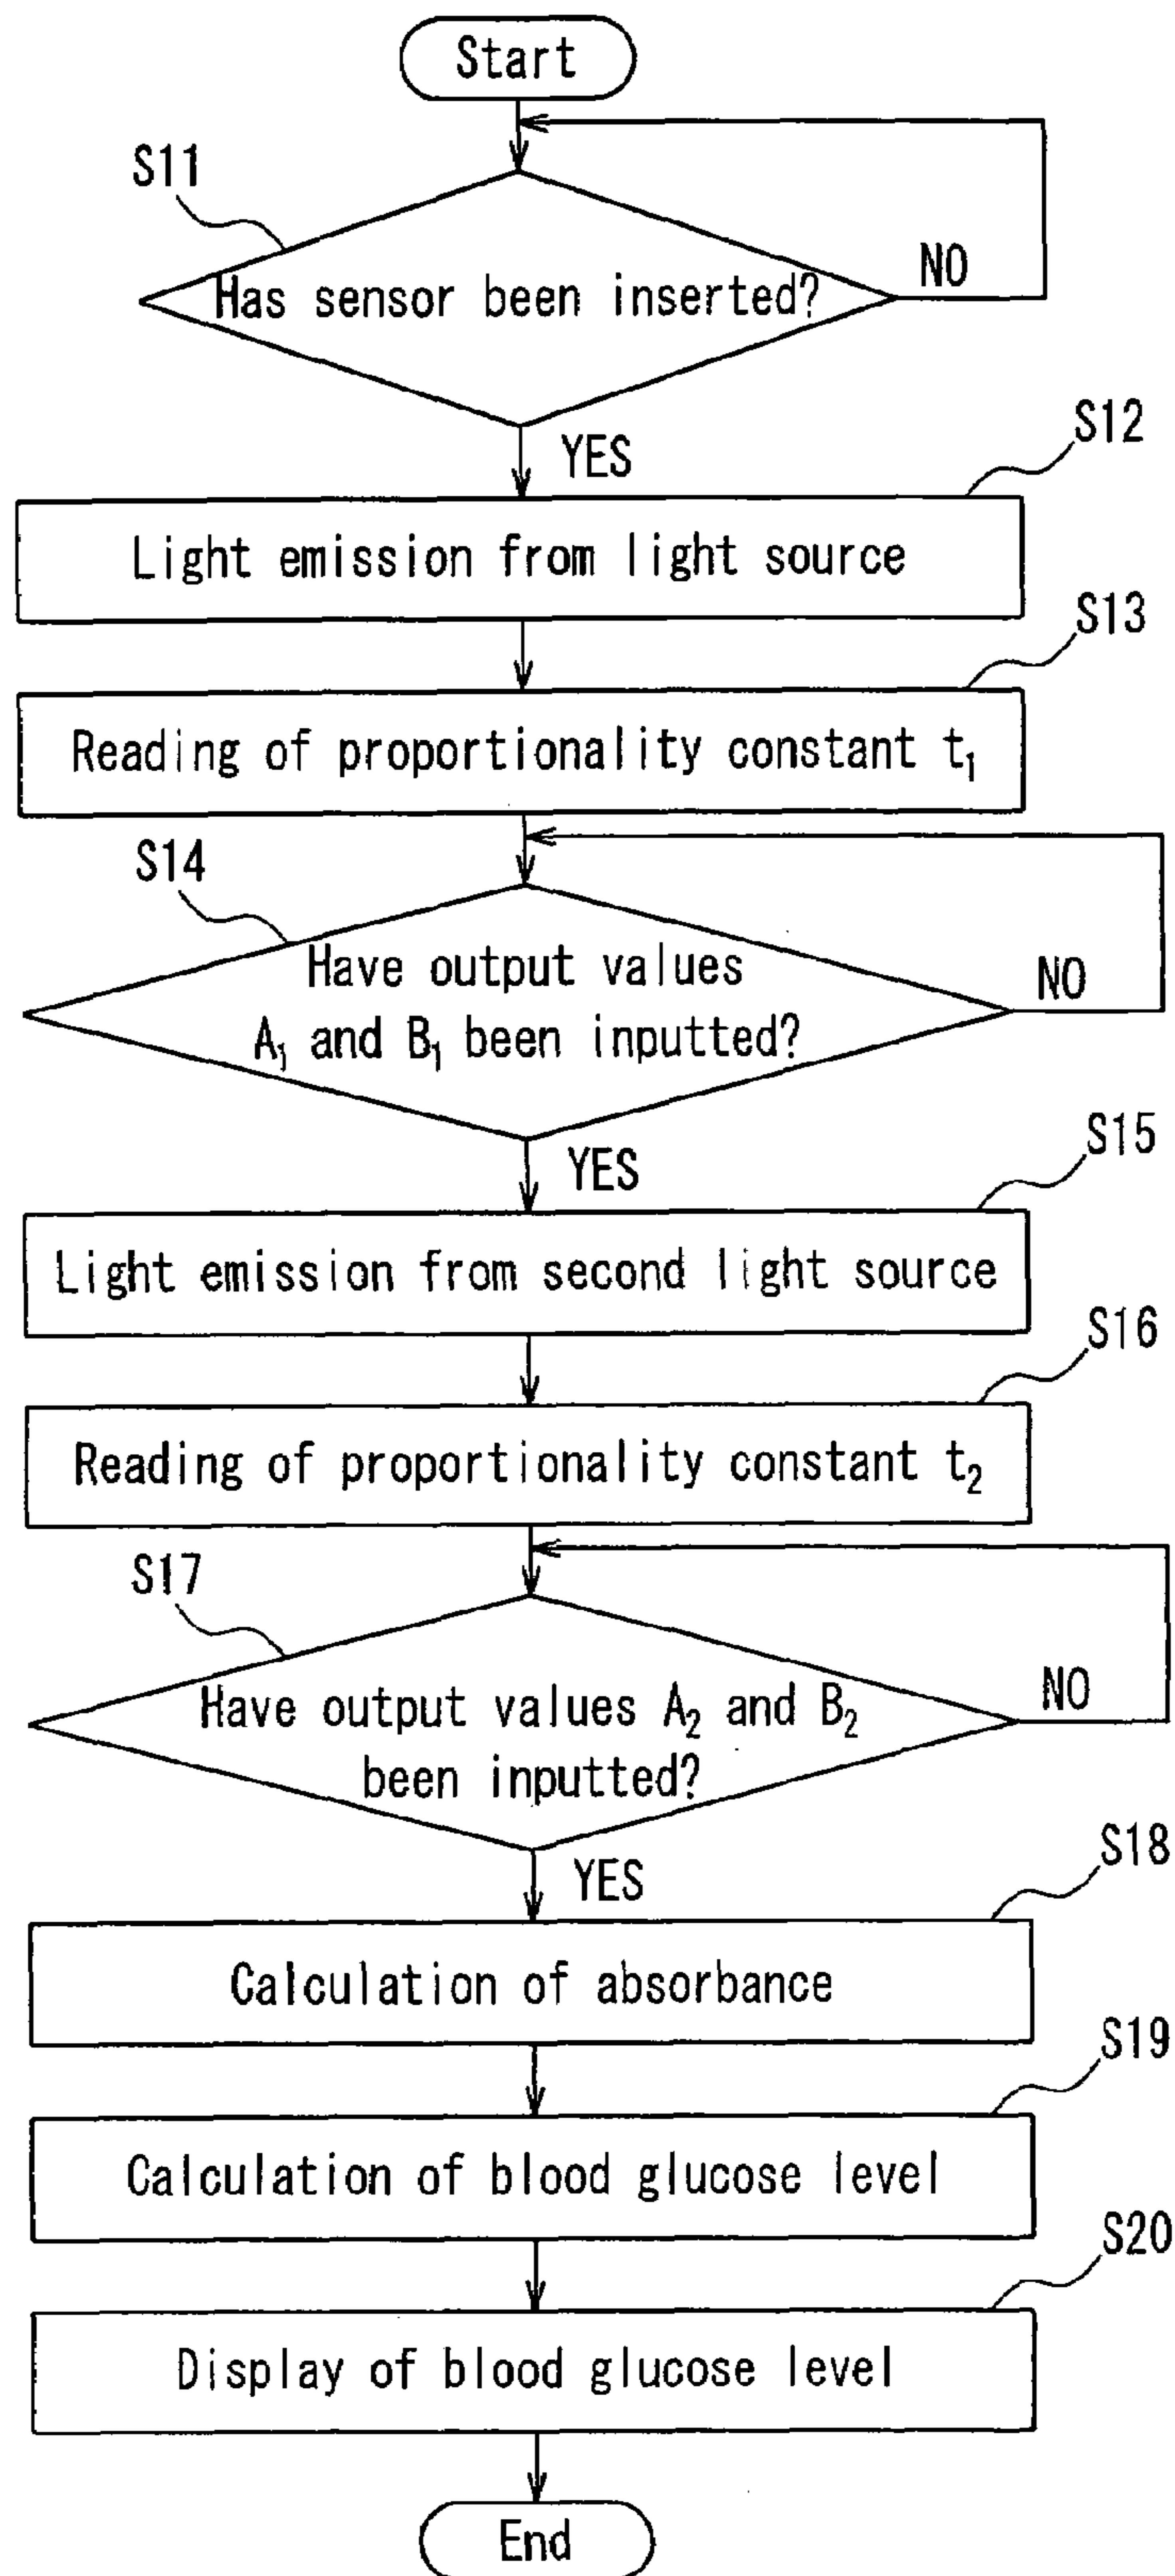 Start
S11
Has sensor been inserted?
NO
YES
S12
Light emission from light source
S13
Reading of proportionality constant t₁
S14
Have output values
A₁ and B₁ been inputted?
NO
YES
S15
Light emission from second light source
S16
Reading of proportionality constant t₂
S17
Have output values A₂ and B₂
been inputted?
NO
YES
S18
Calculation of absorbance
S19
Calculation of blood glucose level
S20
Display of blood glucose level
End